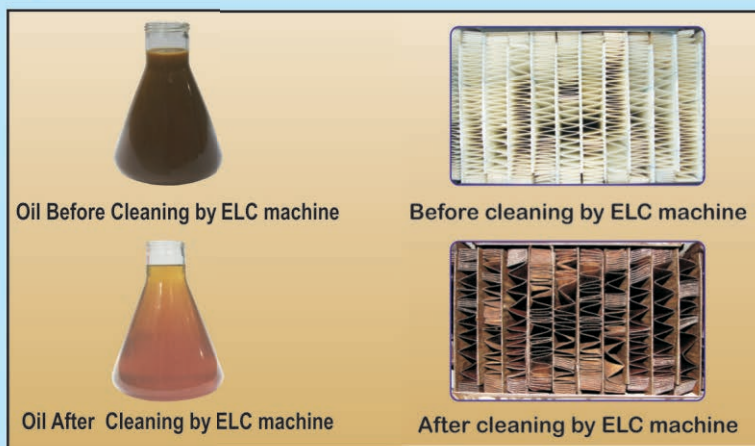 Oil Before Cleaning by ELC machine
Before cleaning by ELC machine
Oil After Cleaning by ELC machine
After cleaning by ELC machine